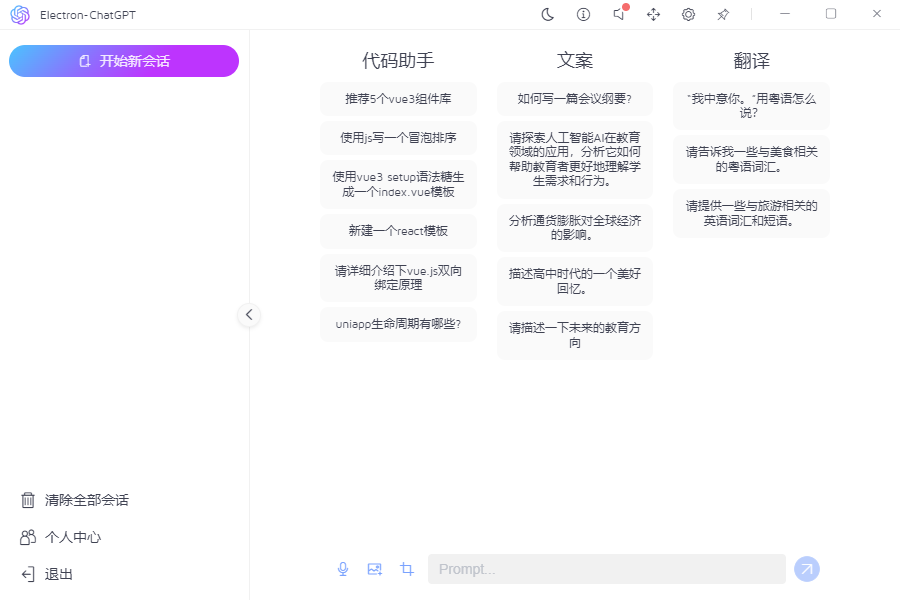 Electron-ChatGPT
开始新会话
代码助手
推荐5个vue3组件库
使用js写一个冒泡排序
使用vue3 setup语法糖生
成一个index.vue模板
新建一个react模板
请详细介绍下vue.js双向
绑定原理
uniapp生命周期有哪些?
文案
如何写一篇会议纲要?
请探索人工智能AI在教育
领域的应用，分析它如何
帮助教育者更好地理解学
生需求和行为。
分析通货膨胀对全球经济
的影响。
描述高中时代的一个美好
回忆。
请描述一下未来的教育方
向
翻译
"我中意你。"用粤语怎么
说?
请告诉我一些与美食相关
的粤语词汇。
请提供一些与旅游相关的
英语词汇和短语。
清除全部会话
个人中心
退出
Prompt...